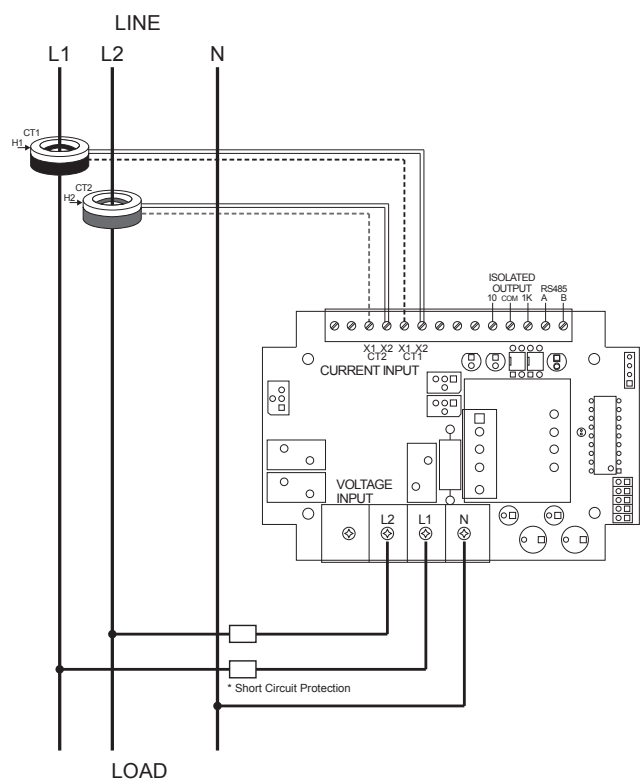 LINE
L1 L2 N
CT1
H1
CT2
H2
ISOLATED
OUTPUT RS485
10 COM 1K A B
X1 X2 X1 X2
CT2 CT1
CURRENT INPUT
VOLTAGE
INPUT
L2 L1 N
* Short Circuit Protection
LOAD